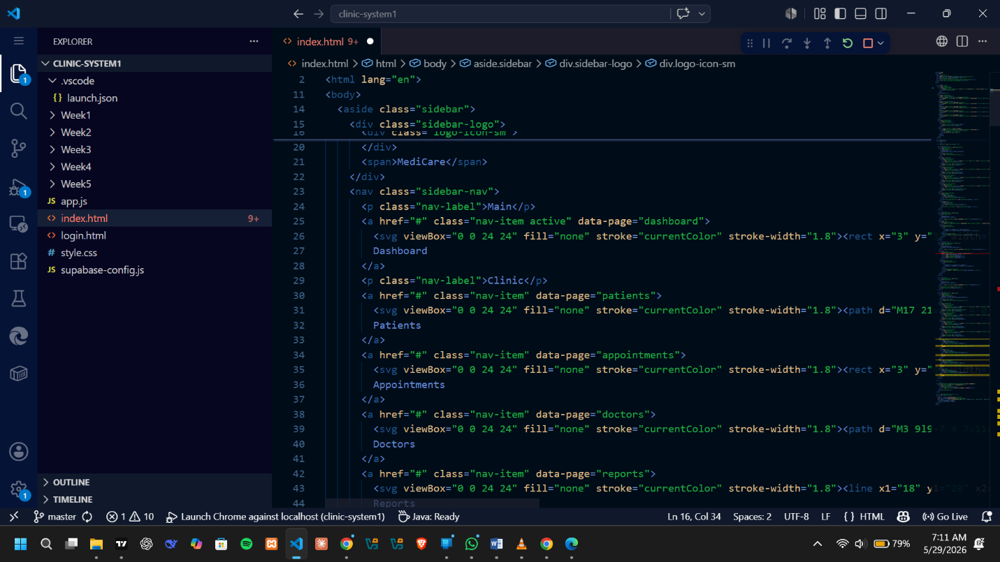 clinic-system1
EXPLORER
CLINIC-SYSTEM1
.vscode
{} launch.json
Week1
Week2
Week3
Week4
Week5
JS app.js
<> index.html 9+
<> login.html
# style.css
JS supabase-config.js
OUTLINE
TIMELINE
1
1
1
<> index.html 9+
<> index.html > html > body > aside.sidebar > div.sidebar-logo > div.logo-icon-sm
2 <html lang="en">
11 <body>
14 <aside class="sidebar">
15 <div class="sidebar-logo">
16 <div class="logo-icon-sm">
20 </div>
21 <span>MediCare</span>
22 </div>
23 <nav class="sidebar-nav">
24 <p class="nav-label">Main</p>
25 <a href="#" class="nav-item active" data-page="dashboard">
26 <svg viewBox="0 0 24 24" fill="none" stroke="currentColor" stroke-width="1.8"><rect x="3" y="
27 Dashboard
28 </a>
29 <p class="nav-label">Clinic</p>
30 <a href="#" class="nav-item" data-page="patients">
31 <svg viewBox="0 0 24 24" fill="none" stroke="currentColor" stroke-width="1.8"><path d="M17 21
32 Patients
33 </a>
34 <a href="#" class="nav-item" data-page="appointments">
35 <svg viewBox="0 0 24 24" fill="none" stroke="currentColor" stroke-width="1.8"><rect x="3" y="
36 Appointments
37 </a>
38 <a href="#" class="nav-item" data-page="doctors">
39 <svg viewBox="0 0 24 24" fill="none" stroke="currentColor" stroke-width="1.8"><path d="M3 9l9
40 Doctors
41 </a>
42 <a href="#" class="nav-item" data-page="reports">
43 <svg viewBox="0 0 24 24" fill="none" stroke="currentColor" stroke-width="1.8"><line x1="18" y
44 Reports
master 1 10 Launch Chrome against localhost (clinic-system1) Java: Ready Ln 16, Col 34 Spaces: 2 UTF-8 LF {} HTML Go Live
79% 7:11 AM
5/29/2026